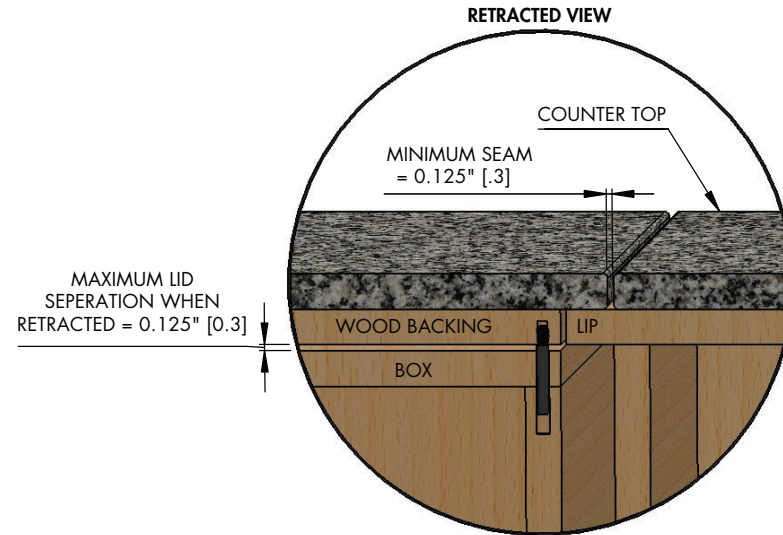 RETRACTED VIEW
COUNTER TOP
MINIMUM SEAM
= 0.125" [.3]
MAXIMUM LID
SEPERATION WHEN
RETRACTED = 0.125" [0.3]
WOOD BACKING
LIP
BOX